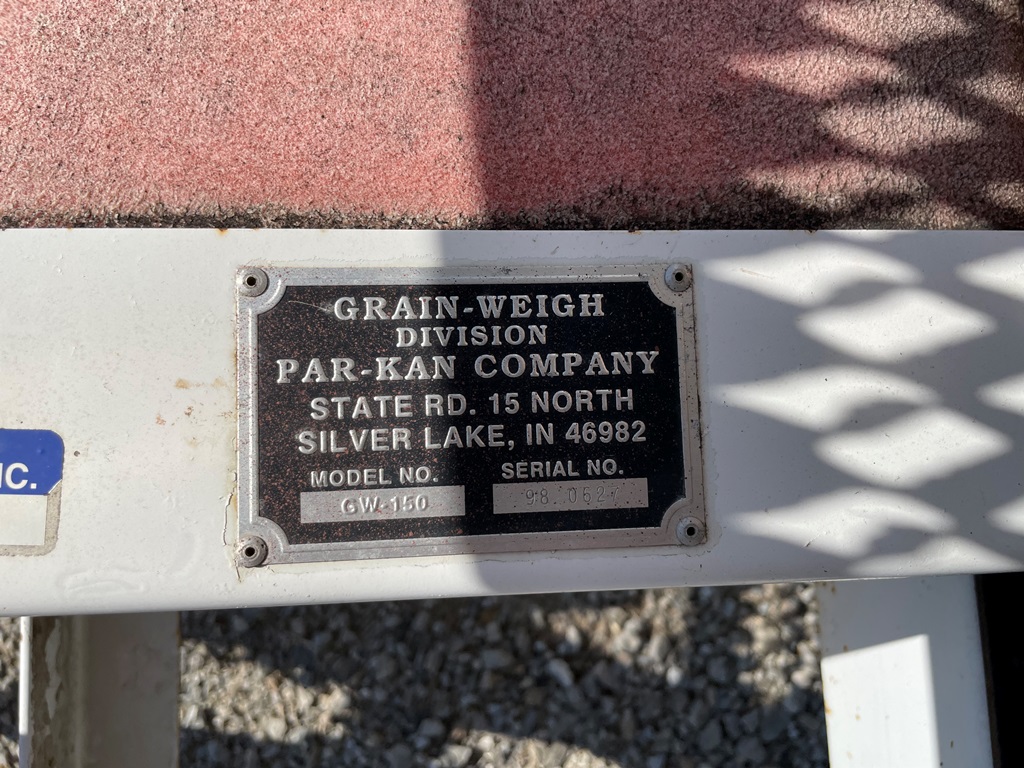 GRAIN-WEIGH
DIVISION
PAR-KAN COMPANY
STATE RD. 15 NORTH
SILVER LAKE, IN 46982
MODEL NO. SERIAL NO.
GW-150
NC.